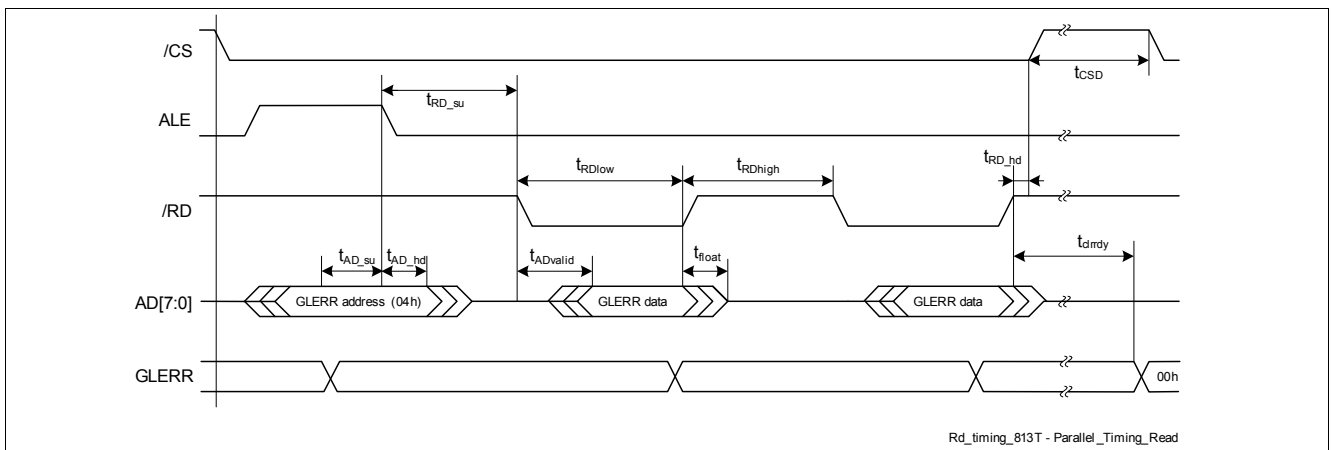 /CS
tCSD
ALE
tRD_su
/RD
tRDlow
tRDhigh
tRD_hd
AD[7:0]
tAD_su
tAD_hd
tADvalid
tfloat
tclrrdy
GLERR address (04h)
GLERR data
GLERR data
GLERR
00h
Rd_timing_813T - Parallel_Timing_Read